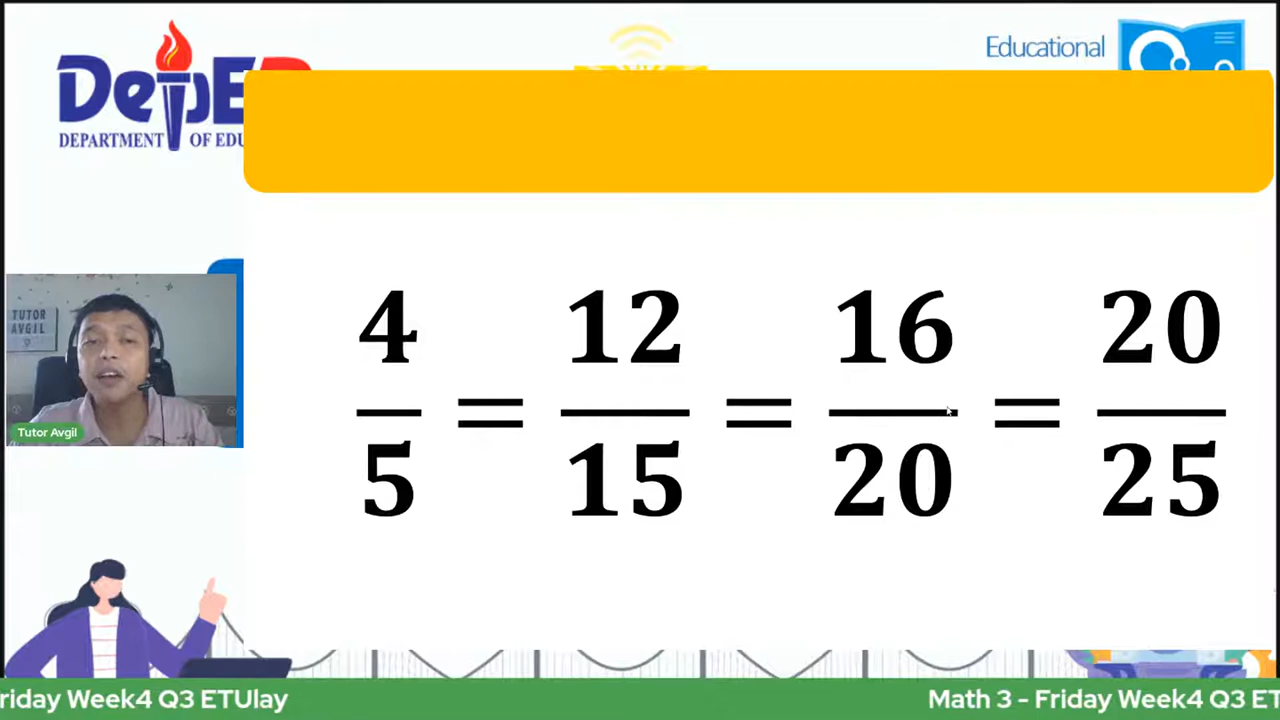 DepE
DEPARTMENT OF EDU
Educational
TUTOR
AVGIL
Tutor Avgil
4/5 = 12/15 = 16/20 = 20/25
riday Week4 Q3 ETUlay
Math 3 - Friday Week4 Q3 ET